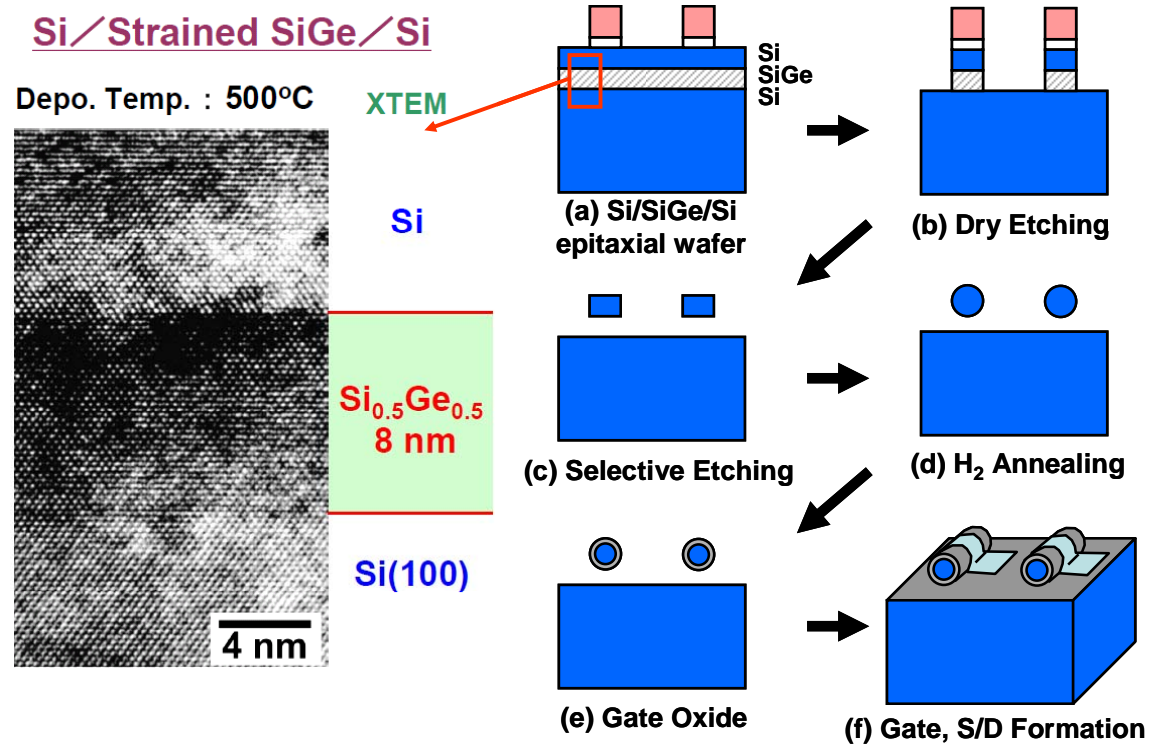 Si／Strained SiGe／Si
Depo. Temp. : 500ºC
XTEM
Si
Si0.5Ge0.5
8 nm
Si(100)
4 nm
Si
SiGe
Si
(a) Si/SiGe/Si
epitaxial wafer
(b) Dry Etching
(c) Selective Etching
(d) H2 Annealing
(e) Gate Oxide
(f) Gate, S/D Formation